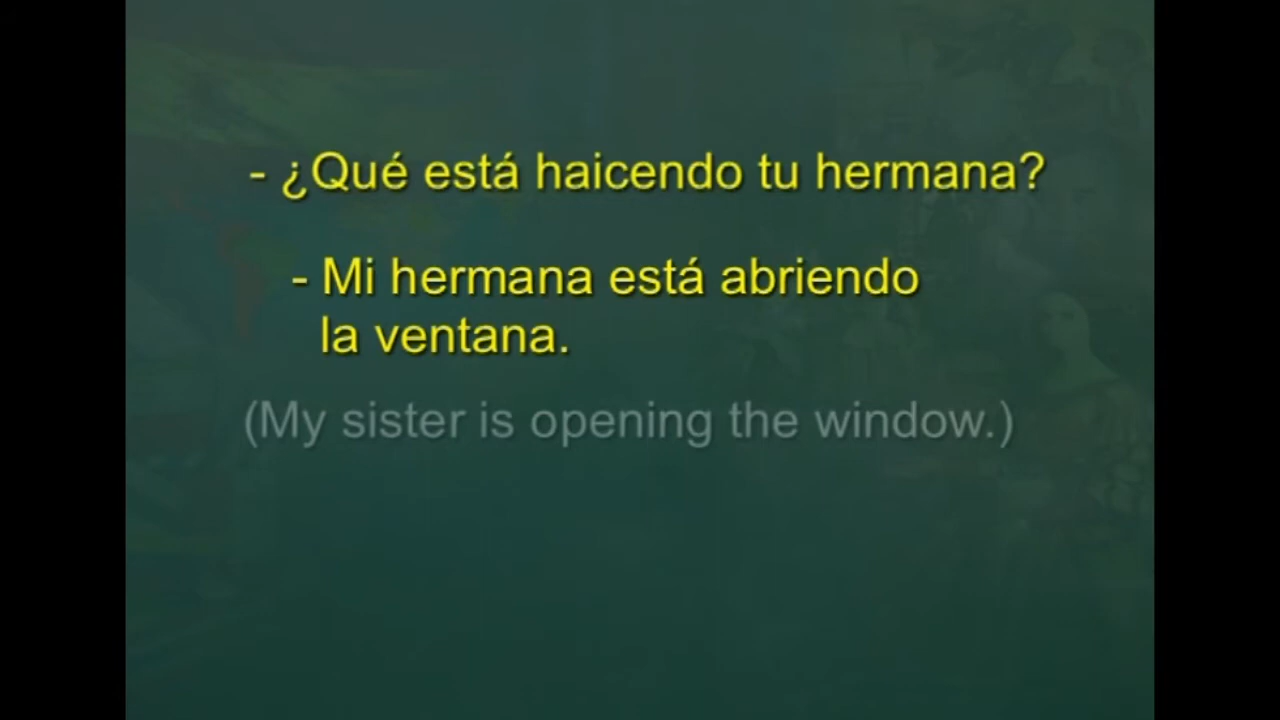 - ¿Qué está haicendo tu hermana?
- Mi hermana está abriendo
la ventana.
(My sister is opening the window.)